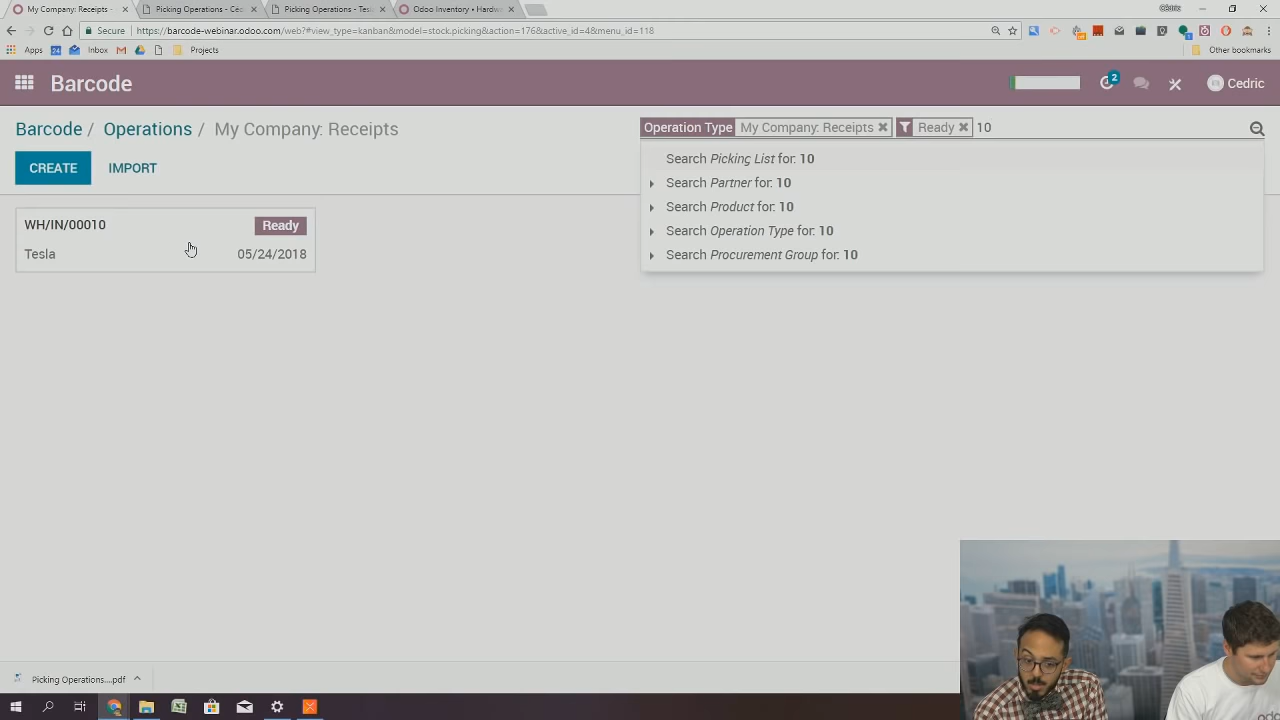 My Company: Receipts -
Picking Operations - Céd
Picking Operations - Tesl
Odoo Inventory • Hardw
Secure
https://barcode-webinar.odoo.com/web?#view_type=kanban&model=stock.picking&action=176&active_id=4&menu_id=118
Apps
24
Inbox
Projects
Other bookmarks
Barcode
2
Cedric
Barcode / Operations / My Company: Receipts
Operation Type My Company: Receipts
Ready
10
CREATE
IMPORT
Search Picking List for: 10
Search Partner for: 10
Search Product for: 10
Search Operation Type for: 10
Search Procurement Group for: 10
WH/IN/00010
Ready
Tesla
05/24/2018
Picking Operations....pdf